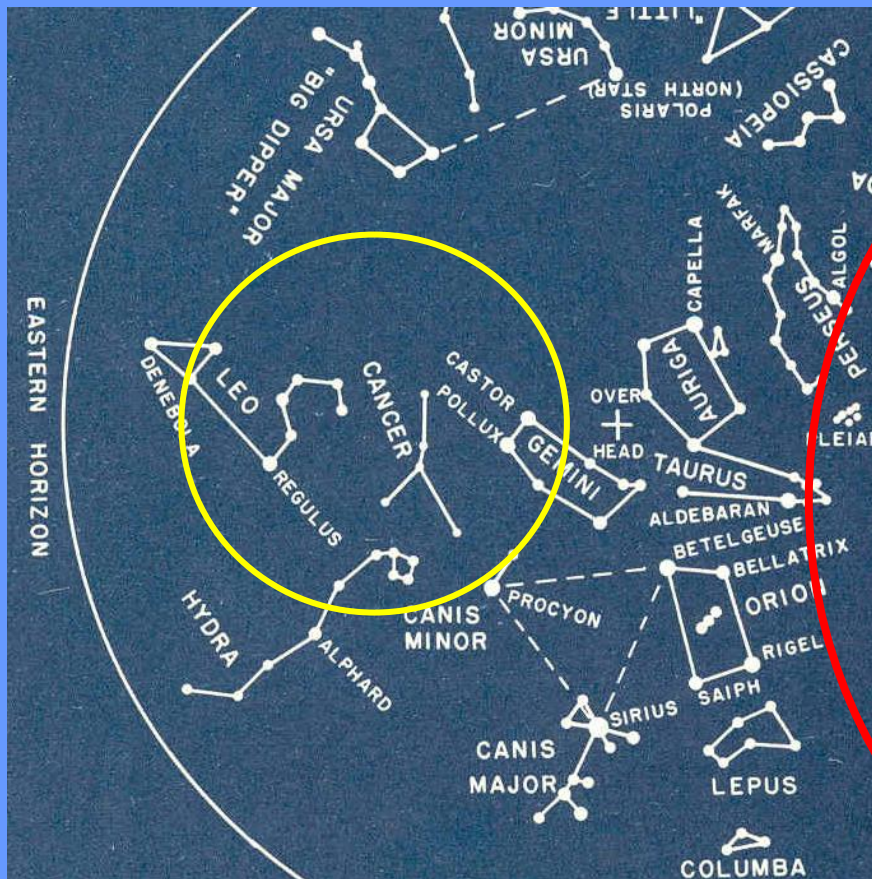 "LITTLE
URSA
MINOR
POLARIS
(NORTH STAR)
CASSIOPEIA
URSA MAJOR
"BIG DIPPER"
MARFAK
ALGOL
PERSEUS
CAPELLA
AURIGA
EASTERN HORIZON
DENEBOLA
LEO
REGULUS
CANCER
CASTOR
POLLUX
GEMINI
OVER
HEAD
PLEIA
TAURUS
ALDEBARAN
BETELGEUSE
BELLATRIX
ORION
RIGEL
SAIPH
PROCYON
CANIS
MINOR
HYDRA
ALPHARD
SIRIUS
CANIS
MAJOR
LEPUS
COLUMBA